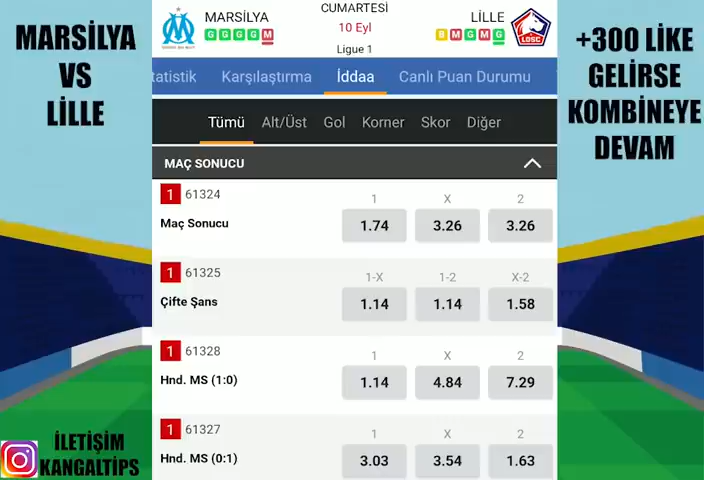 MARSİLYA
VS
LİLLE
MARSİLYA
G G G G M
CUMARTESİ
10 Eyl
Ligue 1
LİLLE
B M G M G
LOSC
+300 LİKE
GELİRSE
KOMBİNEYE
DEVAM
tatistik Karşılaştırma İddaa Canlı Puan Durumu
Tümü Alt/Üst Gol Korner Skor Diğer
MAÇ SONUCU
1 61324 1 X 2
Maç Sonucu 1.74 3.26 3.26
1 61325 1-X 1-2 X-2
Çifte Şans 1.14 1.14 1.58
1 61328 1 X 2
Hnd. MS (1:0) 1.14 4.84 7.29
1 61327 1 X 2
Hnd. MS (0:1) 3.03 3.54 1.63
İLETİŞİM
KANGALTİPS